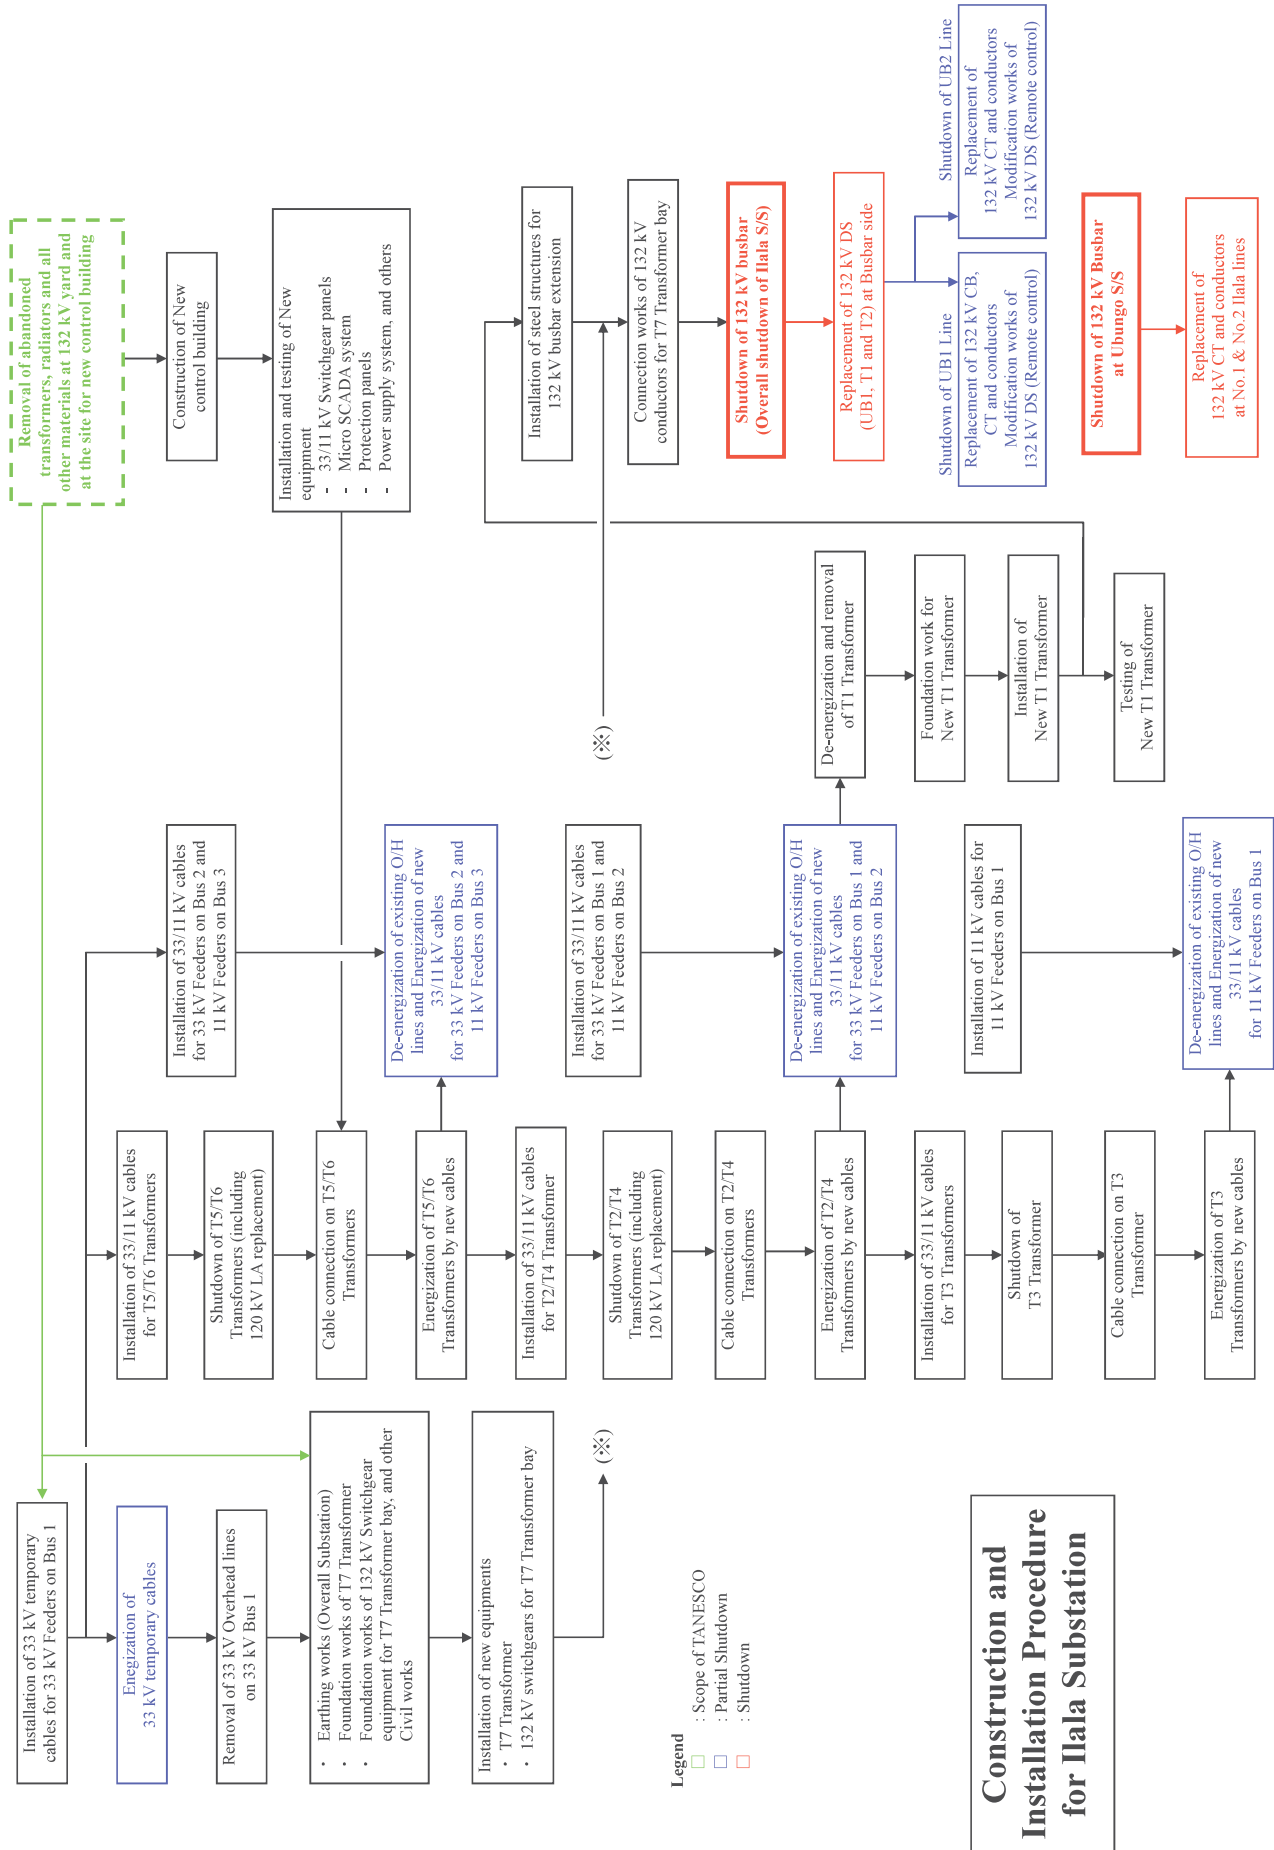 Installation of 33 kV temporary
cables for 33 kV Feeders on Bus 1
Enegization of
33 kV temporary cables
Removal of 33 kV Overhead lines
on 33 kV Bus 1
・ Earthing works (Overall Substation)
・ Foundation works of T7 Transformer
・ Foundation works of 132 kV Switchgear
equipment for T7 Transformer bay, and other
Civil works
Installation of new equipments
・ T7 Transformer
・ 132 kV switchgears for T7 Transformer bay
(※)
Legend
: Scope of TANESCO
: Partial Shutdown
: Shutdown
Construction and
Installation Procedure
for Ilala Substation
Installation of 33/11 kV cables
for T5/T6 Transformers
Shutdown of T5/T6
Transformers (including
120 kV LA replacement)
Cable connection on T5/T6
Transformers
Energization of T5/T6
Transformers by new cables
Installation of 33/11 kV cables
for T2/T4 Transformer
Shutdown of T2/T4
Transformers (including
120 kV LA replacement)
Cable connection on T2/T4
Transformers
Energization of T2/T4
Transformers by new cables
Installation of 33/11 kV cables
for T3 Transformers
Shutdown of
T3 Transformer
Cable connection on T3
Transformer
Energization of T3
Transformers by new cables
Installation of 33/11 kV cables
for 33 kV Feeders on Bus 2 and
11 kV Feeders on Bus 3
De-energization of existing O/H
lines and Energization of new
33/11 kV cables
for 33 kV Feeders on Bus 2 and
11 kV Feeders on Bus 3
Installation of 33/11 kV cables
for 33 kV Feeders on Bus 1 and
11 kV Feeders on Bus 2
De-energization of existing O/H
lines and Energization of new
33/11 kV cables
for 33 kV Feeders on Bus 1 and
11 kV Feeders on Bus 2
Installation of 11 kV cables for
11 kV Feeders on Bus 1
De-energization of existing O/H
lines and Energization of new
33/11 kV cables
for 11 kV Feeders on Bus 1
(※)
De-energization and removal
of T1 Transformer
Foundation work for
New T1 Transformer
Installation of
New T1 Transformer
Testing of
New T1 Transformer
Removal of abandoned
transformers, radiators and all
other materials at 132 kV yard and
at the site for new control building
Construction of New
control building
Installation and testing of New
equipment
- 33/11 kV Switchgear panels
- Micro SCADA system
- Protection panels
- Power supply system, and others
Installation of steel structures for
132 kV busbar extension
Connection works of 132 kV
conductors for T7 Transformer bay
Shutdown of 132 kV busbar
(Overall shutdown of Ilala S/S)
Replacement of 132 kV DS
(UB1, T1 and T2) at Busbar side
Shutdown of UB1 Line
Replacement of 132 kV CB,
CT and conductors
Modification works of
132 kV DS (Remote control)
Shutdown of UB2 Line
Replacement of
132 kV CT and conductors
Modification works of
132 kV DS (Remote control)
Shutdown of 132 kV Busbar
at Ubungo S/S
Replacement of
132 kV CT and conductors
at No.1 & No.2 Ilala lines